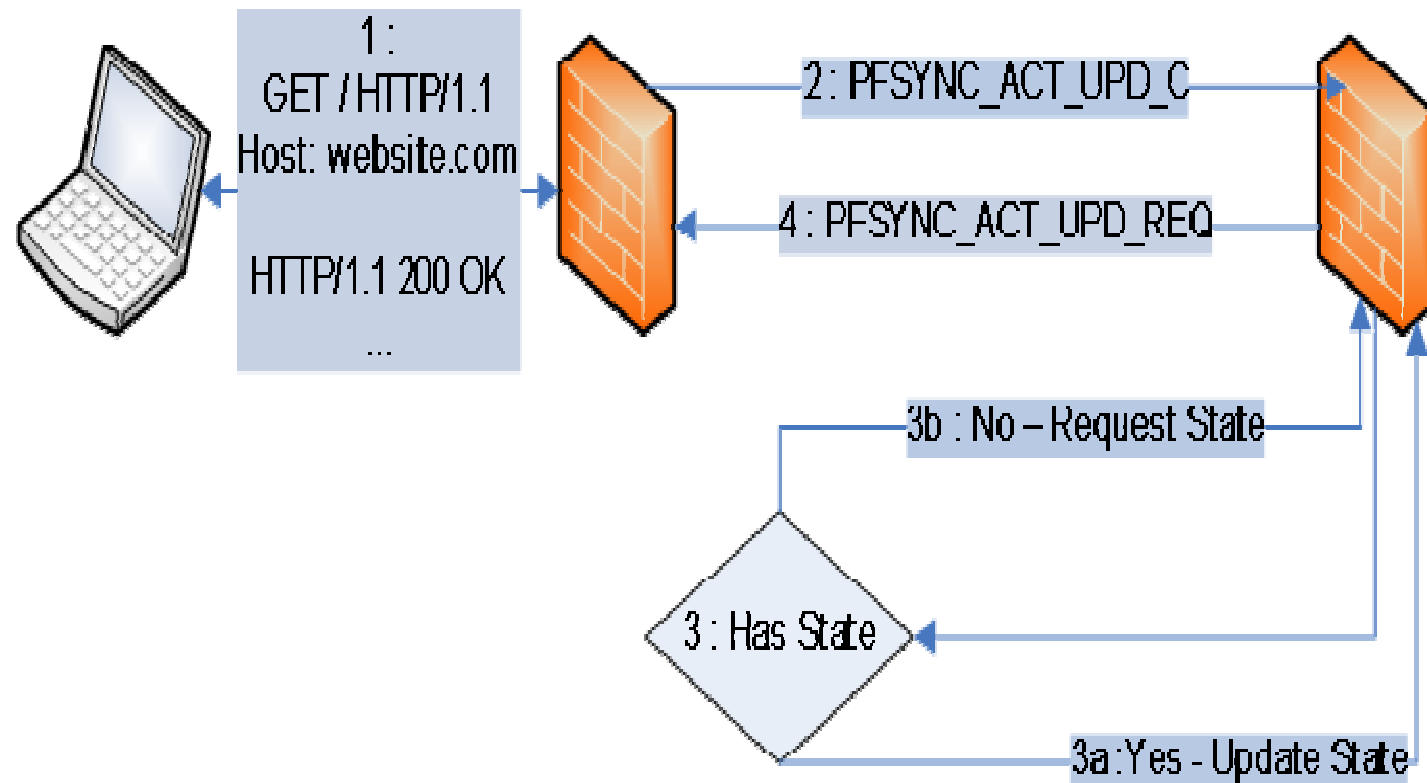 1 :
GET / HTTP/1.1
Host: website.com
HTTP/1.1 200 OK
...
2: PFSYNC_ACT_UPD_C
4 : PFSYNC_ACT_UPD_REQ
3b : No – Request State
3 : Has State
3a :Yes - Update State